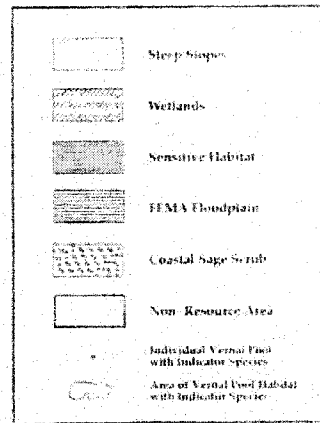 Steep Slopes
Wetlands
Sensitive Habitat
FEMA Floodplain
Coastal Sage Scrub
Non-Resource Area
Individual Vernal Pool
with Indicator Species
Area of Vernal Pool Habitat
with Indicator Species